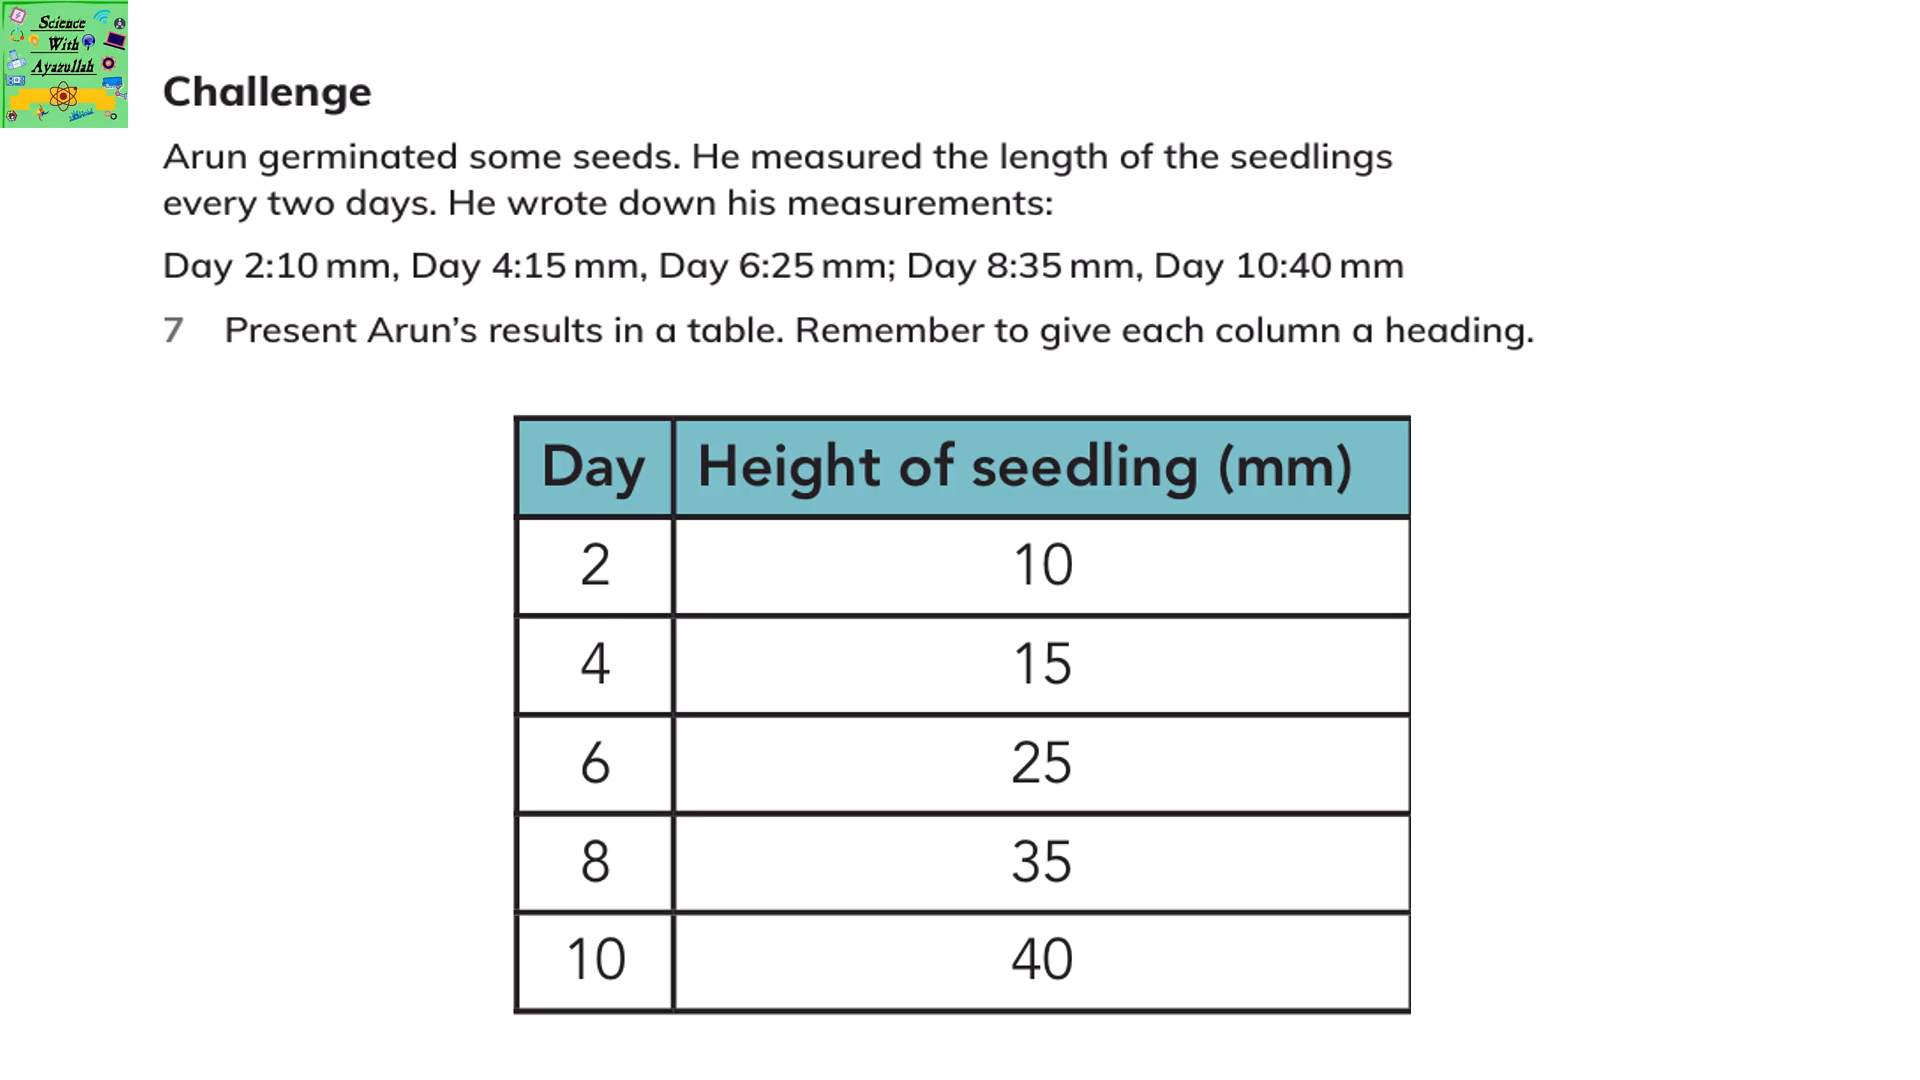 Science
With
Ayazullah
Challenge
Arun germinated some seeds. He measured the length of the seedlings
every two days. He wrote down his measurements:
Day 2:10 mm, Day 4:15 mm, Day 6:25 mm; Day 8:35 mm, Day 10:40 mm
7 Present Arun’s results in a table. Remember to give each column a heading.
Day Height of seedling (mm)
2 10
4 15
6 25
8 35
10 40